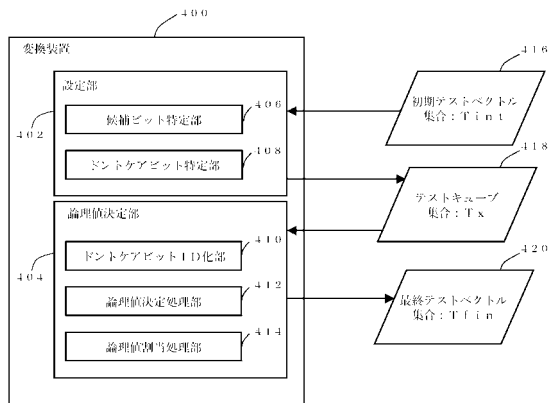 ４００
変換装置
設定部
４０２
候補ビット特定部
４０６
ドントケアビット特定部
４０８
論理値決定部
４０４
ドントケアビットＩＤ化部
４１０
論理値決定処理部
４１２
論理値割当処理部
４１４
４１６
初期テストベクトル
集合：Ｔｉｎｔ
４１８
テストキューブ
集合：Ｔｘ
４２０
最終テストベクトル
集合：Ｔｆｉｎ